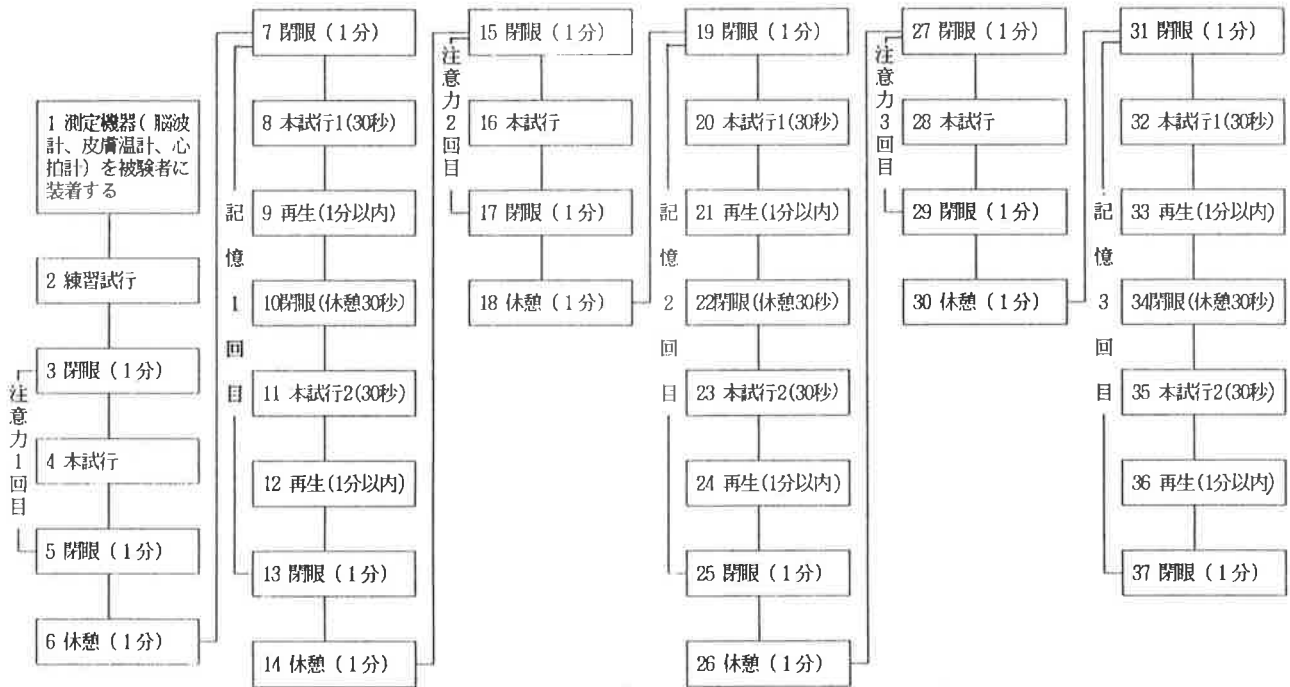 1 測定機器(脳波
計、皮膚温計、心
拍計)を被験者に
装着する
2 練習試行
注意力1回目
3 閉眼(1分)
4 本試行
5 閉眼(1分)
6 休憩(1分)
記憶1回目
7 閉眼(1分)
8 本試行1(30秒)
9 再生(1分以内)
10閉眼(休憩30秒)
11 本試行2(30秒)
12 再生(1分以内)
13 閉眼(1分)
14 休憩(1分)
注意力2回目
15 閉眼(1分)
16 本試行
17 閉眼(1分)
18 休憩(1分)
記憶2回目
19 閉眼(1分)
20 本試行1(30秒)
21 再生(1分以内)
22閉眼(休憩30秒)
23 本試行2(30秒)
24 再生(1分以内)
25 閉眼(1分)
26 休憩(1分)
注意力3回目
27 閉眼(1分)
28 本試行
29 閉眼(1分)
30 休憩(1分)
記憶3回目
31 閉眼(1分)
32 本試行1(30秒)
33 再生(1分以内)
34閉眼(休憩30秒)
35 本試行2(30秒)
36 再生(1分以内)
37 閉眼(1分)